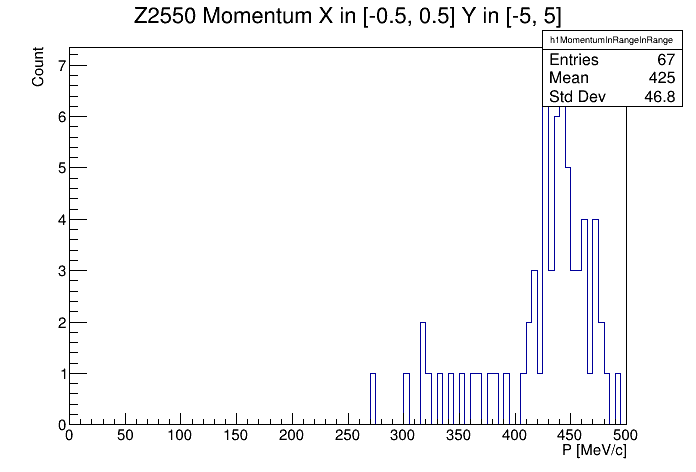 Z2550 Momentum X in [-0.5, 0.5] Y in [-5, 5]
h1MomentumInRangeInRange
Entries 67
Mean 425
Std Dev 46.8
Count
7
6
5
4
3
2
1
0
0 50 100 150 200 250 300 350 400 450 500
P [MeV/c]